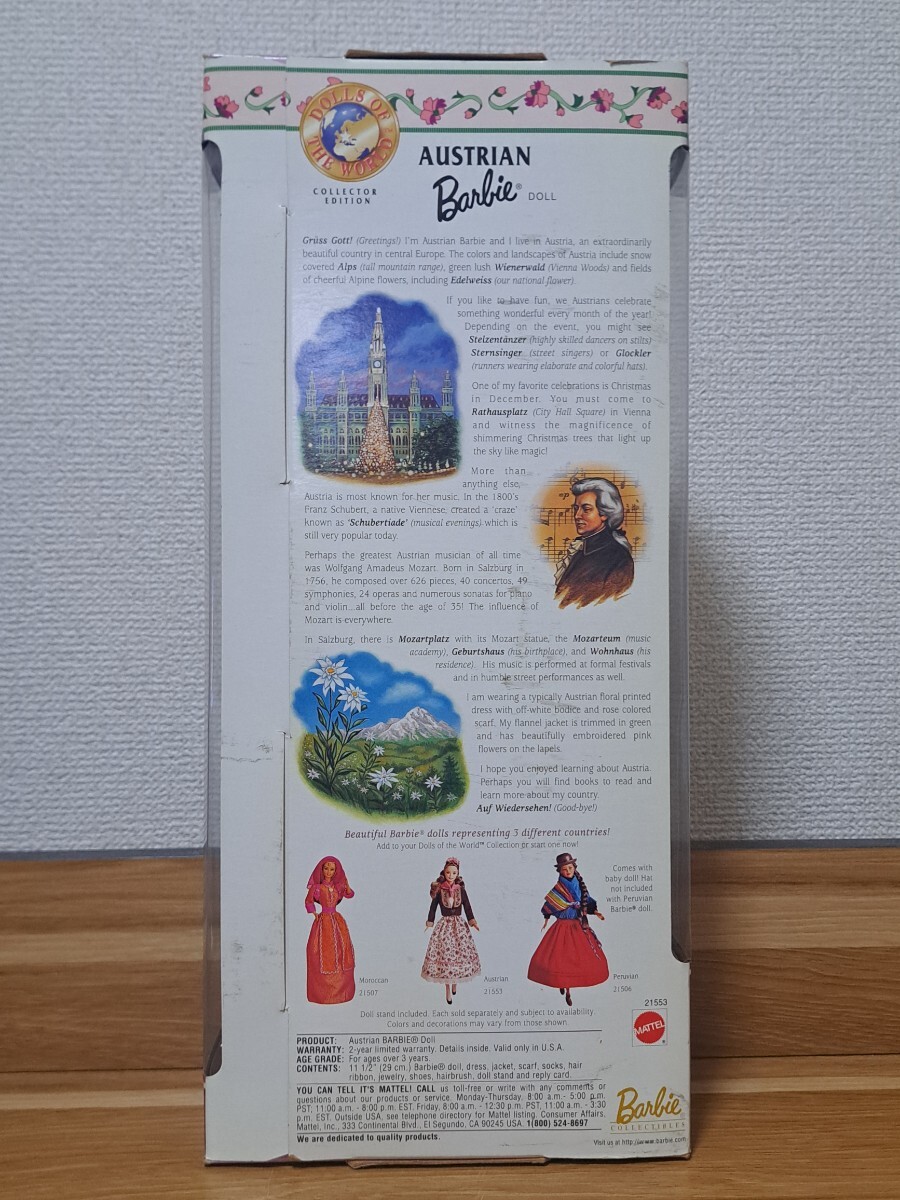 DOLLS OF
THE WORLD
COLLECTOR
EDITION
AUSTRIAN
Barbie® DOLL
Grüss Gott! (Greetings!) I'm Austrian Barbie and I live in Austria, an extraordinarily
beautiful country in central Europe. The colors and landscapes of Austria include snow
covered Alps (tall mountain range), green lush Wienerwald (Vienna Woods) and fields
of cheerful Alpine flowers, including Edelweiss (our national flower).
If you like to have fun, we Austrians celebrate
something wonderful every month of the year!
Depending on the event, you might see
Stelzentänzer (highly skilled dancers on stilts)
Sternsinger (street singers) or Glockler
(runners wearing elaborate and colorful hats).
One of my favorite celebrations is Christmas
in December. You must come to
Rathausplatz (City Hall Square) in Vienna
and witness the magnificence of
shimmering Christmas trees that light up
the sky like magic!
More than
anything else,
Austria is most known for her music. In the 1800's
Franz Schubert, a native Viennese, created a 'craze'
known as 'Schubertiade' (musical evenings) which is
still very popular today.
Perhaps the greatest Austrian musician of all time
was Wolfgang Amadeus Mozart. Born in Salzburg in
1756, he composed over 626 pieces, 40 concertos, 49
symphonies, 24 operas and numerous sonatas for piano
and violin...all before the age of 35! The influence of
Mozart is everywhere.
In Salzburg, there is Mozartplatz with its Mozart statue, the Mozarteum (music
academy), Geburtshaus (his birthplace), and Wohnhaus (his
residence). His music is performed at formal festivals
and in humble street performances as well.
I am wearing a typically Austrian floral printed
dress with off-white bodice and rose colored
scarf. My flannel jacket is trimmed in green
and has beautifully embroidered pink
flowers on the lapels.
I hope you enjoyed learning about Austria.
Perhaps you will find books to read and
learn more about my country.
Auf Wiedersehen! (Good-bye!)
Beautiful Barbie® dolls representing 3 different countries!
Add to your Dolls of the World™ Collection or start one now!
Comes with
baby doll! Hat
not included
with Peruvian
Barbie® doll.
Moroccan
21507
Austrian
21553
Peruvian
21506
Doll stand included. Each sold separately and subject to availability.
Colors and decorations may vary from those shown.
21553
MATTEL
PRODUCT: Austrian BARBIE® Doll
WARRANTY: 2-year limited warranty. Details inside. Valid only in U.S.A.
AGE GRADE: For ages over 3 years.
CONTENTS: 11 1/2" (29 cm.) Barbie® doll, dress, jacket, scarf, socks, hair
ribbon, jewelry, shoes, hairbrush, doll stand and reply card.
YOU CAN TELL IT'S MATTEL! CALL us toll-free or write with any comments or
questions about our products or service. Monday-Thursday, 8:00 a.m.- 5:00 p.m.
PST; 11:00 a.m. - 8:00 p.m. EST. Friday, 8:00 a.m. - 12:30 p.m. PST, 11:00 a.m. - 3:30
p.m. EST. Outside USA, see telephone directory for Mattel listing. Consumer Affairs,
Mattel, Inc., 333 Continental Blvd., El Segundo, CA 90245 USA. 1(800) 524-8697
We are dedicated to quality products.
Barbie
COLLECTIBLES
Visit us at http://www.barbie.com